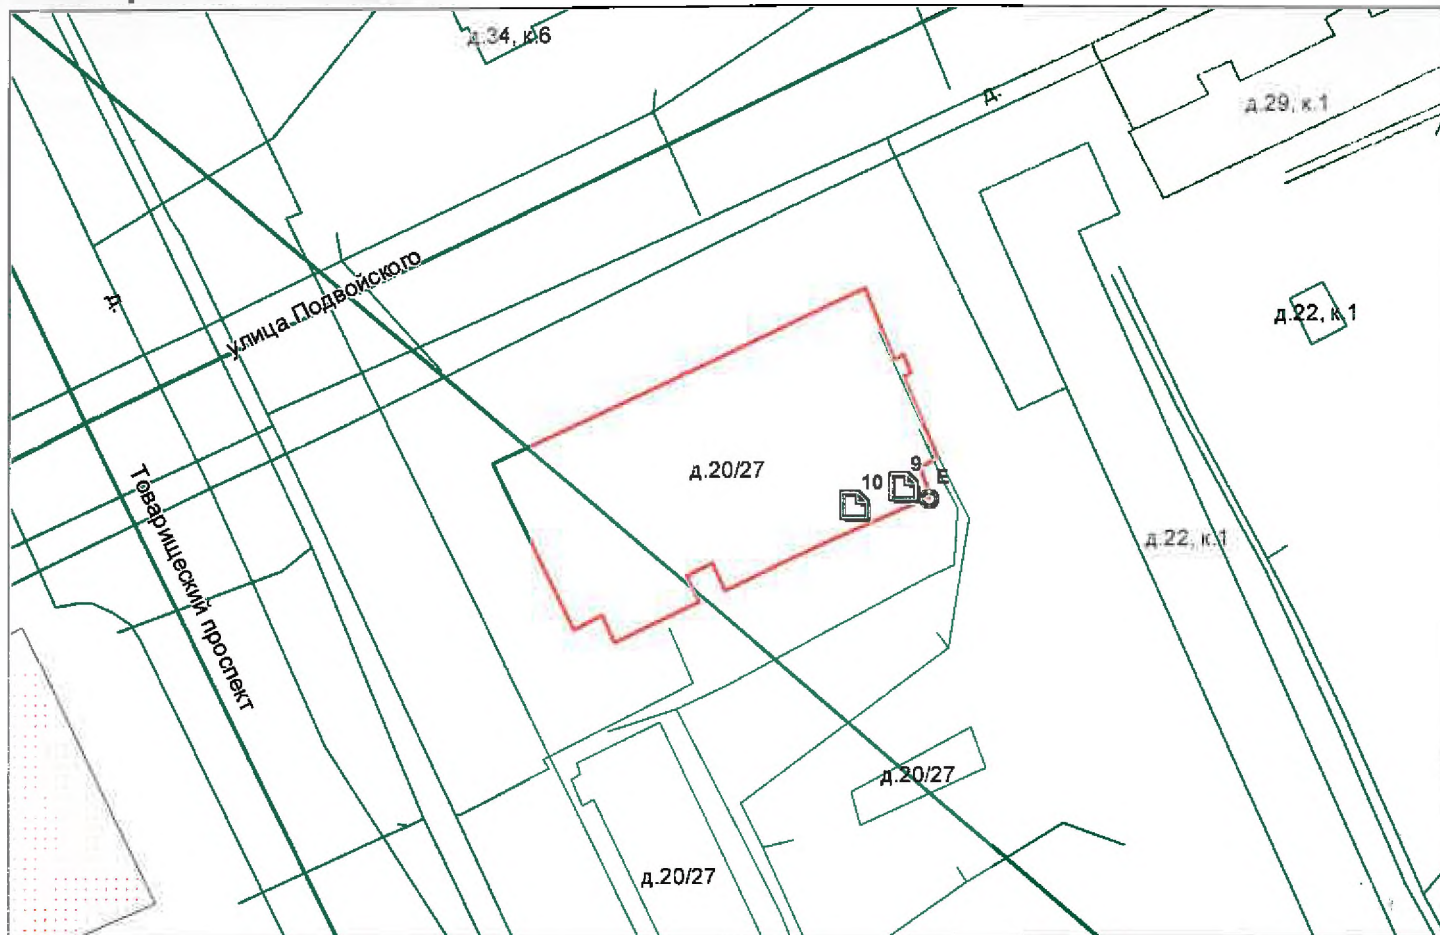 д.34, к.6
д.
д.29, к.1
улица Подвойского
д.
д.22, к.1
д.20/27
9
10
Е
Товарищеский проспект
д.22, к.1
д.20/27
д.20/27